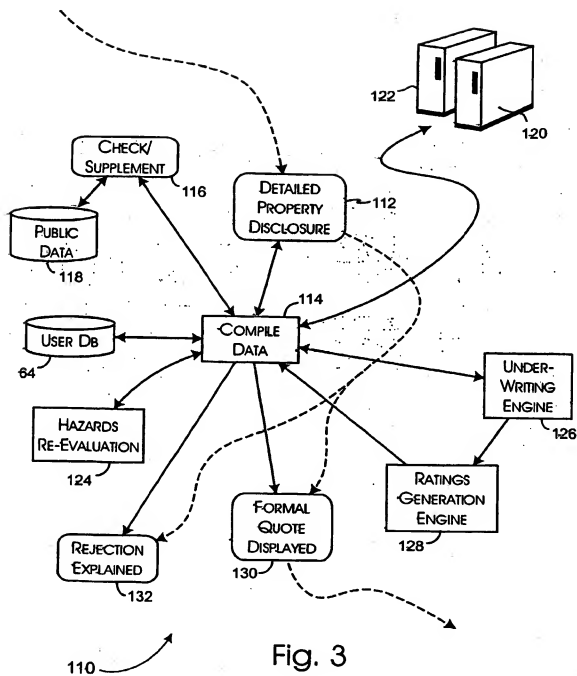 122
120
CHECK/
SUPPLEMENT
116
DETAILED
PROPERTY
DISCLOSURE
112
PUBLIC
DATA
118
114
COMPILE
DATA
USER DB
64
UNDER-
WRITING
ENGINE
126
HAZARDS
RE-EVALUATION
124
RATINGS
GENERATION
ENGINE
128
FORMAL
QUOTE
DISPLAYED
130
REJECTION
EXPLAINED
132
110
Fig. 3